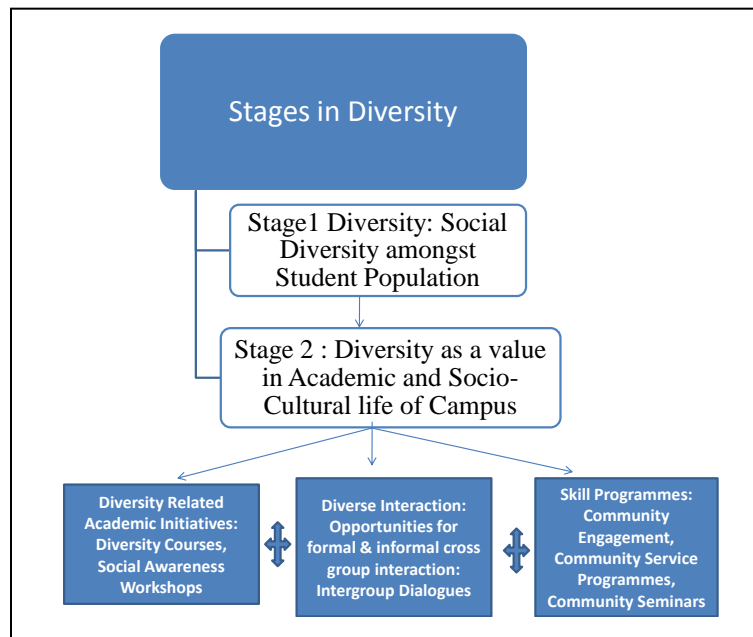 Stages in Diversity
Stage1 Diversity: Social
Diversity amongst
Student Population
Stage 2 : Diversity as a value
in Academic and Socio-
Cultural life of Campus
Diversity Related
Academic Initiatives:
Diversity Courses,
Social Awareness
Workshops
Diverse Interaction:
Opportunities for
formal & informal cross
group interaction:
Intergroup Dialogues
Skill Programmes:
Community
Engagement,
Community Service
Programmes,
Community Seminars